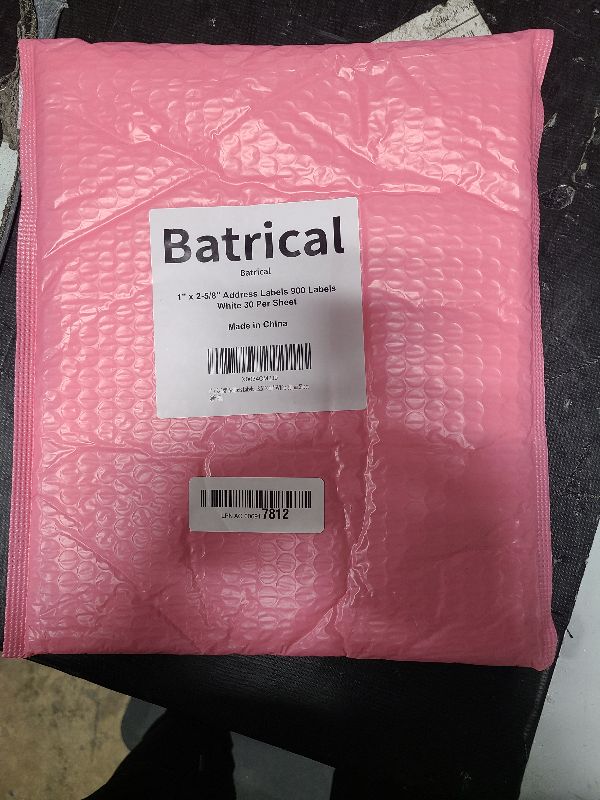 Batrical
Batrical
1" x 2-5/8" Address Labels 900 Labels
White 30 Per Sheet
Made in China
7812